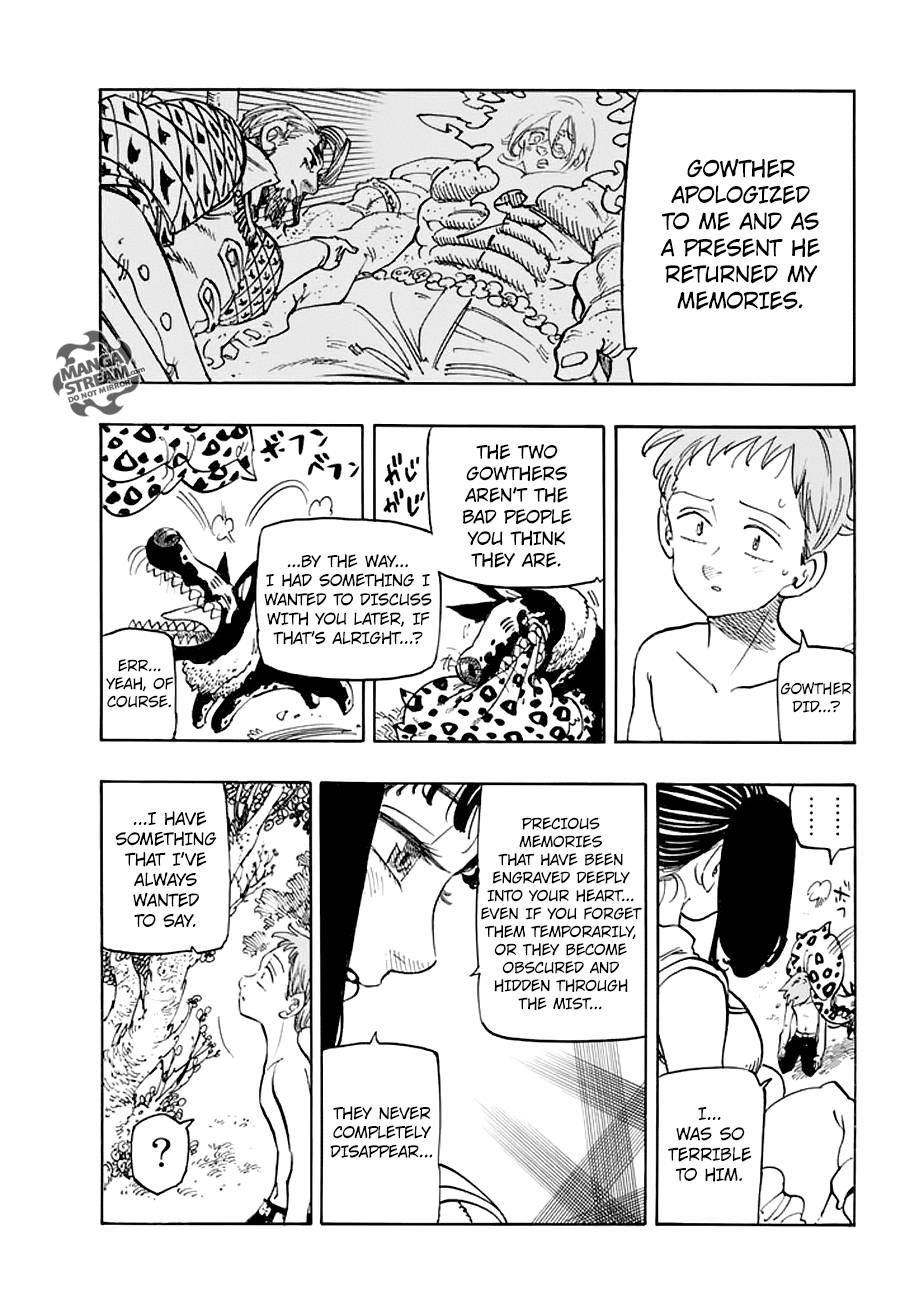 GOWTHER
APOLOGIZED
TO ME AND AS
A PRESENT HE
RETURNED MY
MEMORIES.
MANGA
STREAM.com
DO NOT MIRROR!
GOWTHER
DID...?
THE TWO
GOWTHERS
AREN'T THE
BAD PEOPLE
YOU THINK
THEY ARE.
がじ
がじ
...BY THE WAY...
I HAD SOMETHING I
WANTED TO DISCUSS
WITH YOU LATER, IF
THAT'S ALRIGHT...?
ボフン
ベフン
ERR...
YEAH, OF
COURSE.
........
ボっ
I...
WAS SO
TERRIBLE
TO HIM.
PRECIOUS
MEMORIES
THAT HAVE BEEN
ENGRAVED DEEPLY
INTO YOUR HEART...
EVEN IF YOU FORGET
THEM TEMPORARILY,
OR THEY BECOME
OBSCURED AND
HIDDEN THROUGH
THE MIST...
THEY NEVER
COMPLETELY
DISAPPEAR...
...I HAVE
SOMETHING
THAT I'VE
ALWAYS
WANTED
TO SAY.
?